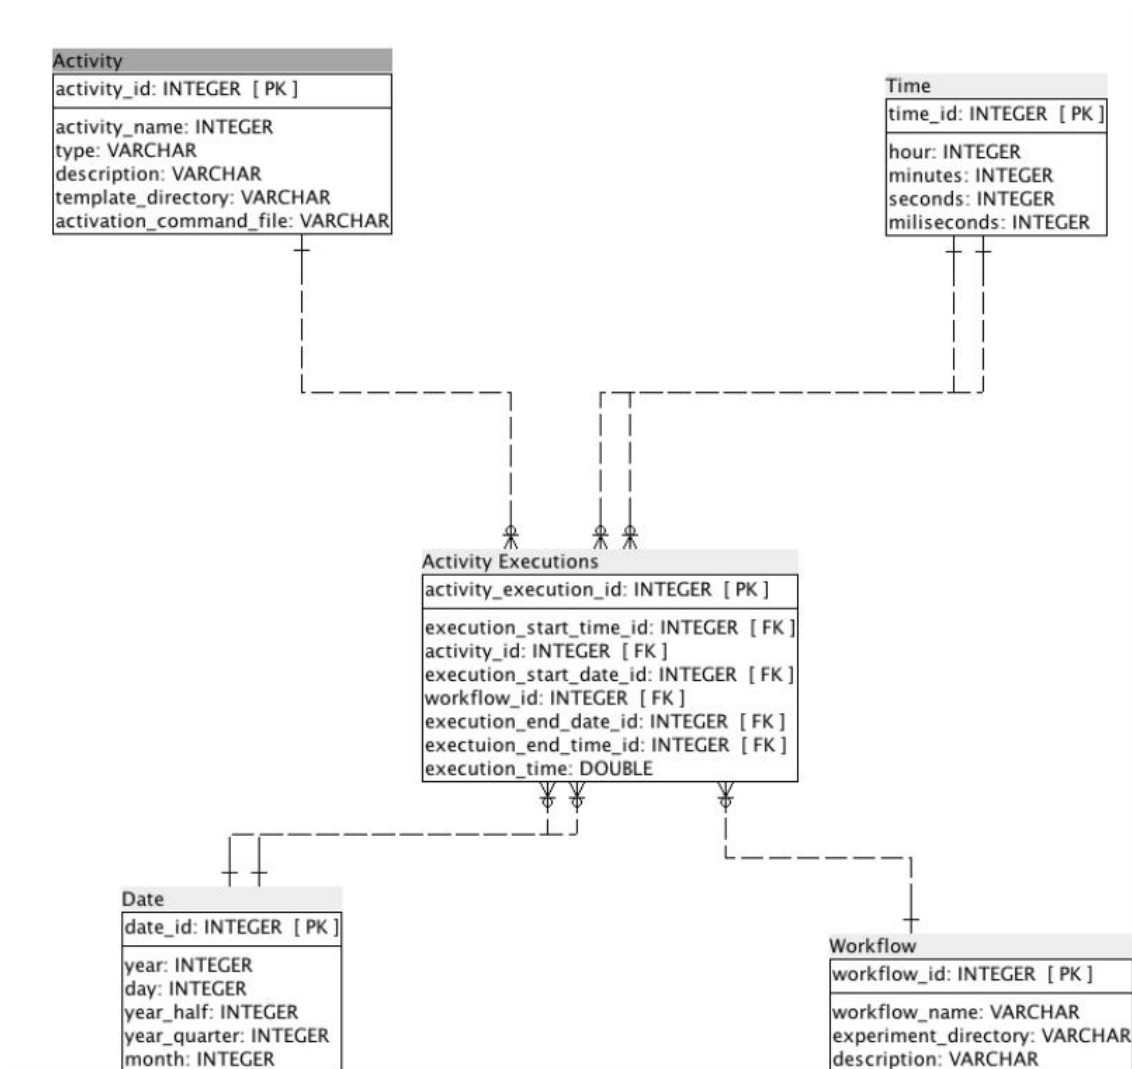 Activity
activity_id: INTEGER [ PK ]
activity_name: INTEGER
type: VARCHAR
description: VARCHAR
template_directory: VARCHAR
activation_command_file: VARCHAR
Time
time_id: INTEGER [ PK ]
hour: INTEGER
minutes: INTEGER
seconds: INTEGER
miliseconds: INTEGER
Activity Executions
activity_execution_id: INTEGER [ PK ]
execution_start_time_id: INTEGER [ FK ]
activity_id: INTEGER [ FK ]
execution_start_date_id: INTEGER [ FK ]
workflow_id: INTEGER [ FK ]
execution_end_date_id: INTEGER [ FK ]
exectuion_end_time_id: INTEGER [ FK ]
execution_time: DOUBLE
Date
date_id: INTEGER [ PK ]
year: INTEGER
day: INTEGER
year_half: INTEGER
year_quarter: INTEGER
month: INTEGER
Workflow
workflow_id: INTEGER [ PK ]
workflow_name: VARCHAR
experiment_directory: VARCHAR
description: VARCHAR